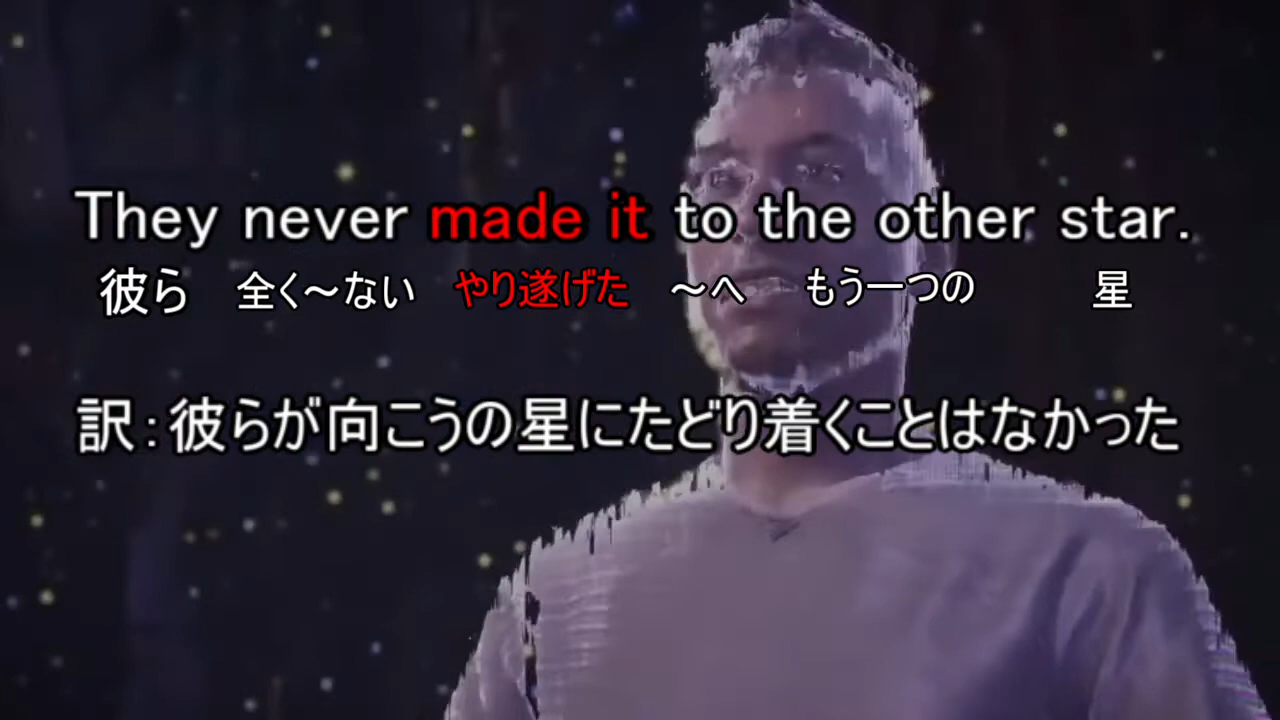 They never made it to the other star.
彼ら 全く～ない やり遂げた ～へ もう一つの 星
訳：彼らが向こうの星にたどり着くことはなかった